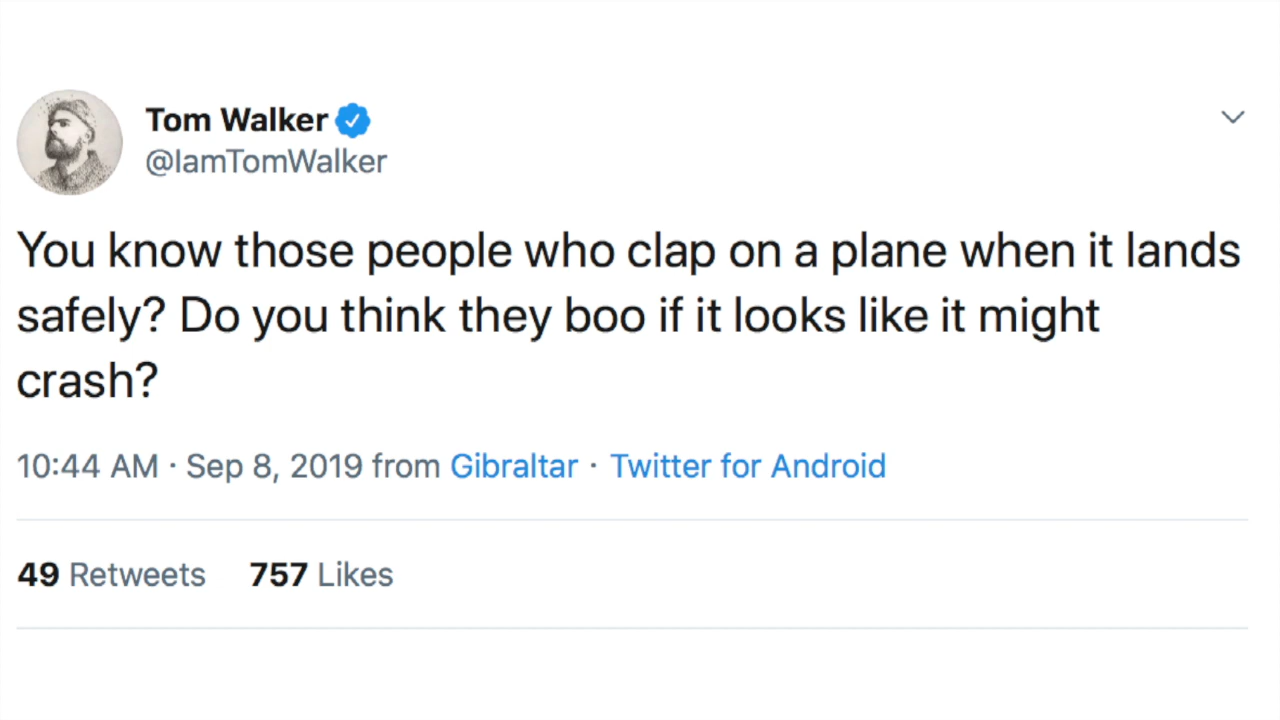 Tom Walker
@IamTomWalker
You know those people who clap on a plane when it lands
safely? Do you think they boo if it looks like it might
crash?
10:44 AM · Sep 8, 2019 from Gibraltar · Twitter for Android
49 Retweets 757 Likes